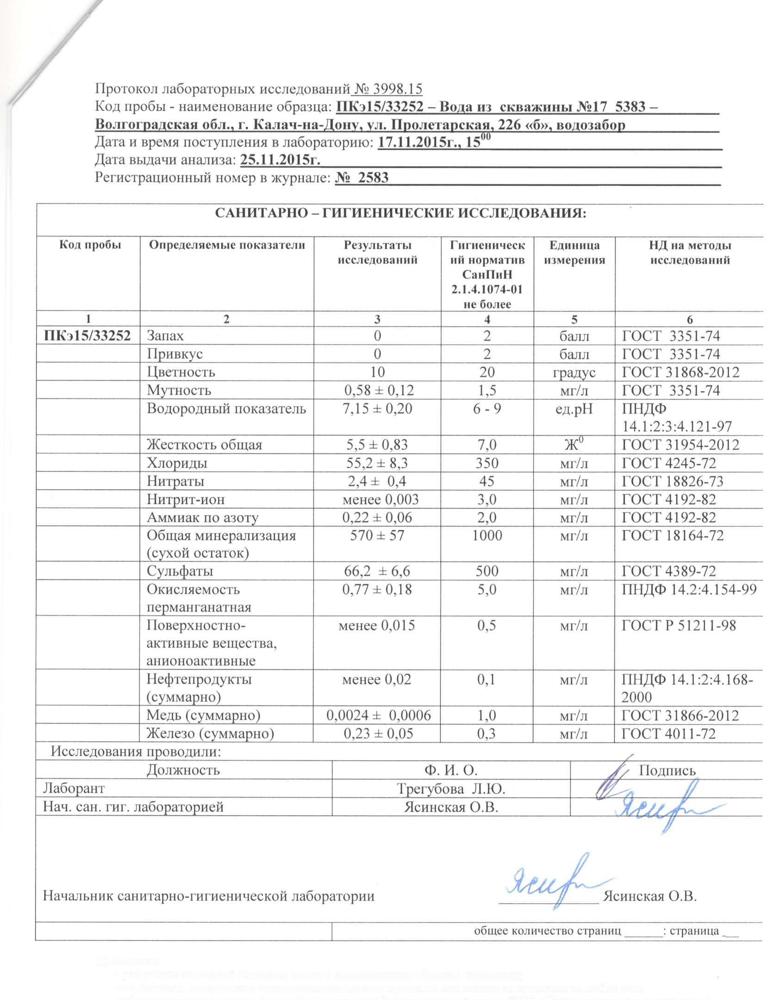 Протокол лабораторных исследований № 3998.15
Код пробы - наименование образца: ПКэ15/33252 – Вода из скважины №17 5383 –
Волгоградская обл., г. Калач-на-Дону, ул. Пролетарская, 226 «б», водозабор
Дата и время поступления в лабораторию: 17.11.2015г., 15⁰⁰
Дата выдачи анализа: 25.11.2015г.
Регистрационный номер в журнале: № 2583
САНИТАРНО – ГИГИЕНИЧЕСКИЕ ИССЛЕДОВАНИЯ:
Код пробы Определяемые показатели Результаты Гигиеническ Единица НД на методы
исследований ий норматив измерения исследований
СанПиН
2.1.4.1074-01
не более
1 2 3 4 5 6
ПКэ15/33252 Запах 0 2 балл ГОСТ 3351-74
Привкус 0 2 балл ГОСТ 3351-74
Цветность 10 20 градус ГОСТ 31868-2012
Мутность 0,58 ± 0,12 1,5 мг/л ГОСТ 3351-74
Водородный показатель 7,15 ± 0,20 6 - 9 ед.рН ПНДФ
14.1:2:3:4.121-97
Жесткость общая 5,5 ± 0,83 7,0 Ж⁰ ГОСТ 31954-2012
Хлориды 55,2 ± 8,3 350 мг/л ГОСТ 4245-72
Нитраты 2,4 ± 0,4 45 мг/л ГОСТ 18826-73
Нитрит-ион менее 0,003 3,0 мг/л ГОСТ 4192-82
Аммиак по азоту 0,22 ± 0,06 2,0 мг/л ГОСТ 4192-82
Общая минерализация 570 ± 57 1000 мг/л ГОСТ 18164-72
(сухой остаток)
Сульфаты 66,2 ± 6,6 500 мг/л ГОСТ 4389-72
Окисляемость 0,77 ± 0,18 5,0 мг/л ПНДФ 14.2:4.154-99
перманганатная
Поверхностно- менее 0,015 0,5 мг/л ГОСТ Р 51211-98
активные вещества,
анионоактивные
Нефтепродукты менее 0,02 0,1 мг/л ПНДФ 14.1:2:4.168-
(суммарно) 2000
Медь (суммарно) 0,0024 ± 0,0006 1,0 мг/л ГОСТ 31866-2012
Железо (суммарно) 0,23 ± 0,05 0,3 мг/л ГОСТ 4011-72
Исследования проводили:
Должность Ф. И. О. Подпись
Лаборант Трегубова Л.Ю.
Нач. сан. гиг. лабораторией Ясинская О.В.
Начальник санитарно-гигиенической лаборатории Ясинская О.В.
общее количество страниц ______: страница __